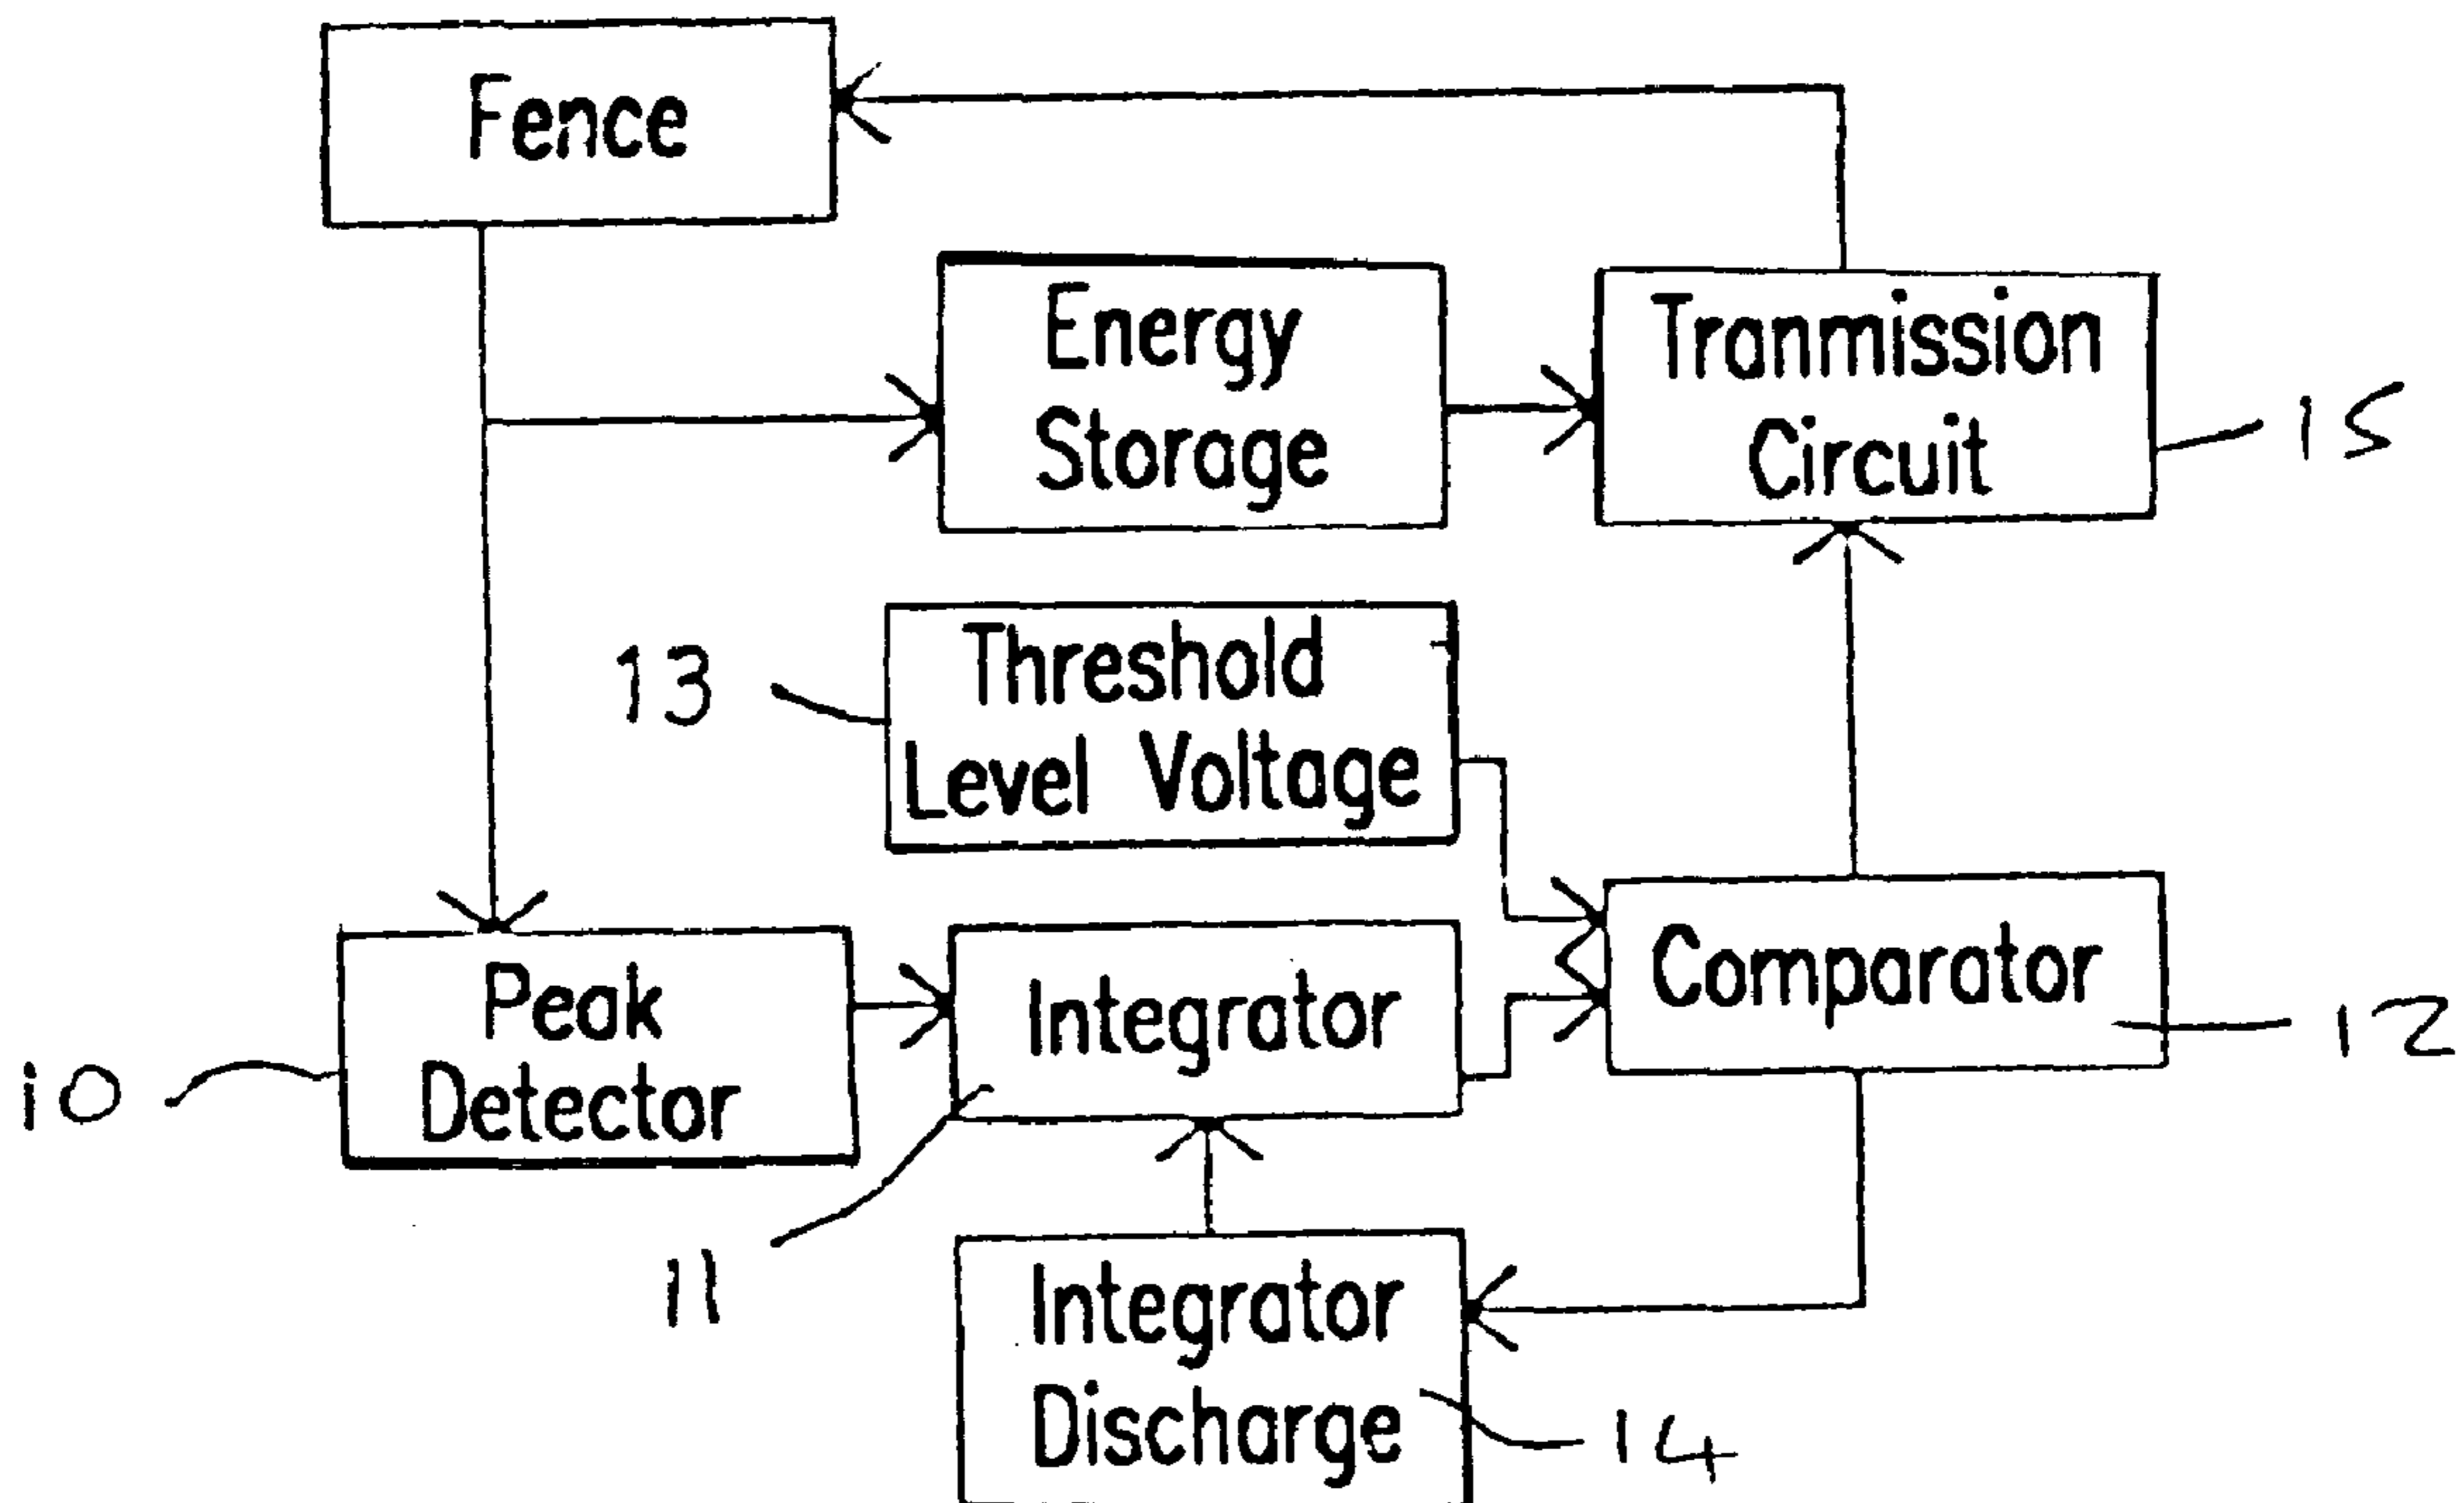 Fence
Energy
Storage
Tranmission
Circuit
15
13
Threshold
Level Voltage
Peak
Detector
10
Integrator
11
Comparator
12
Integrator
Discharge
14